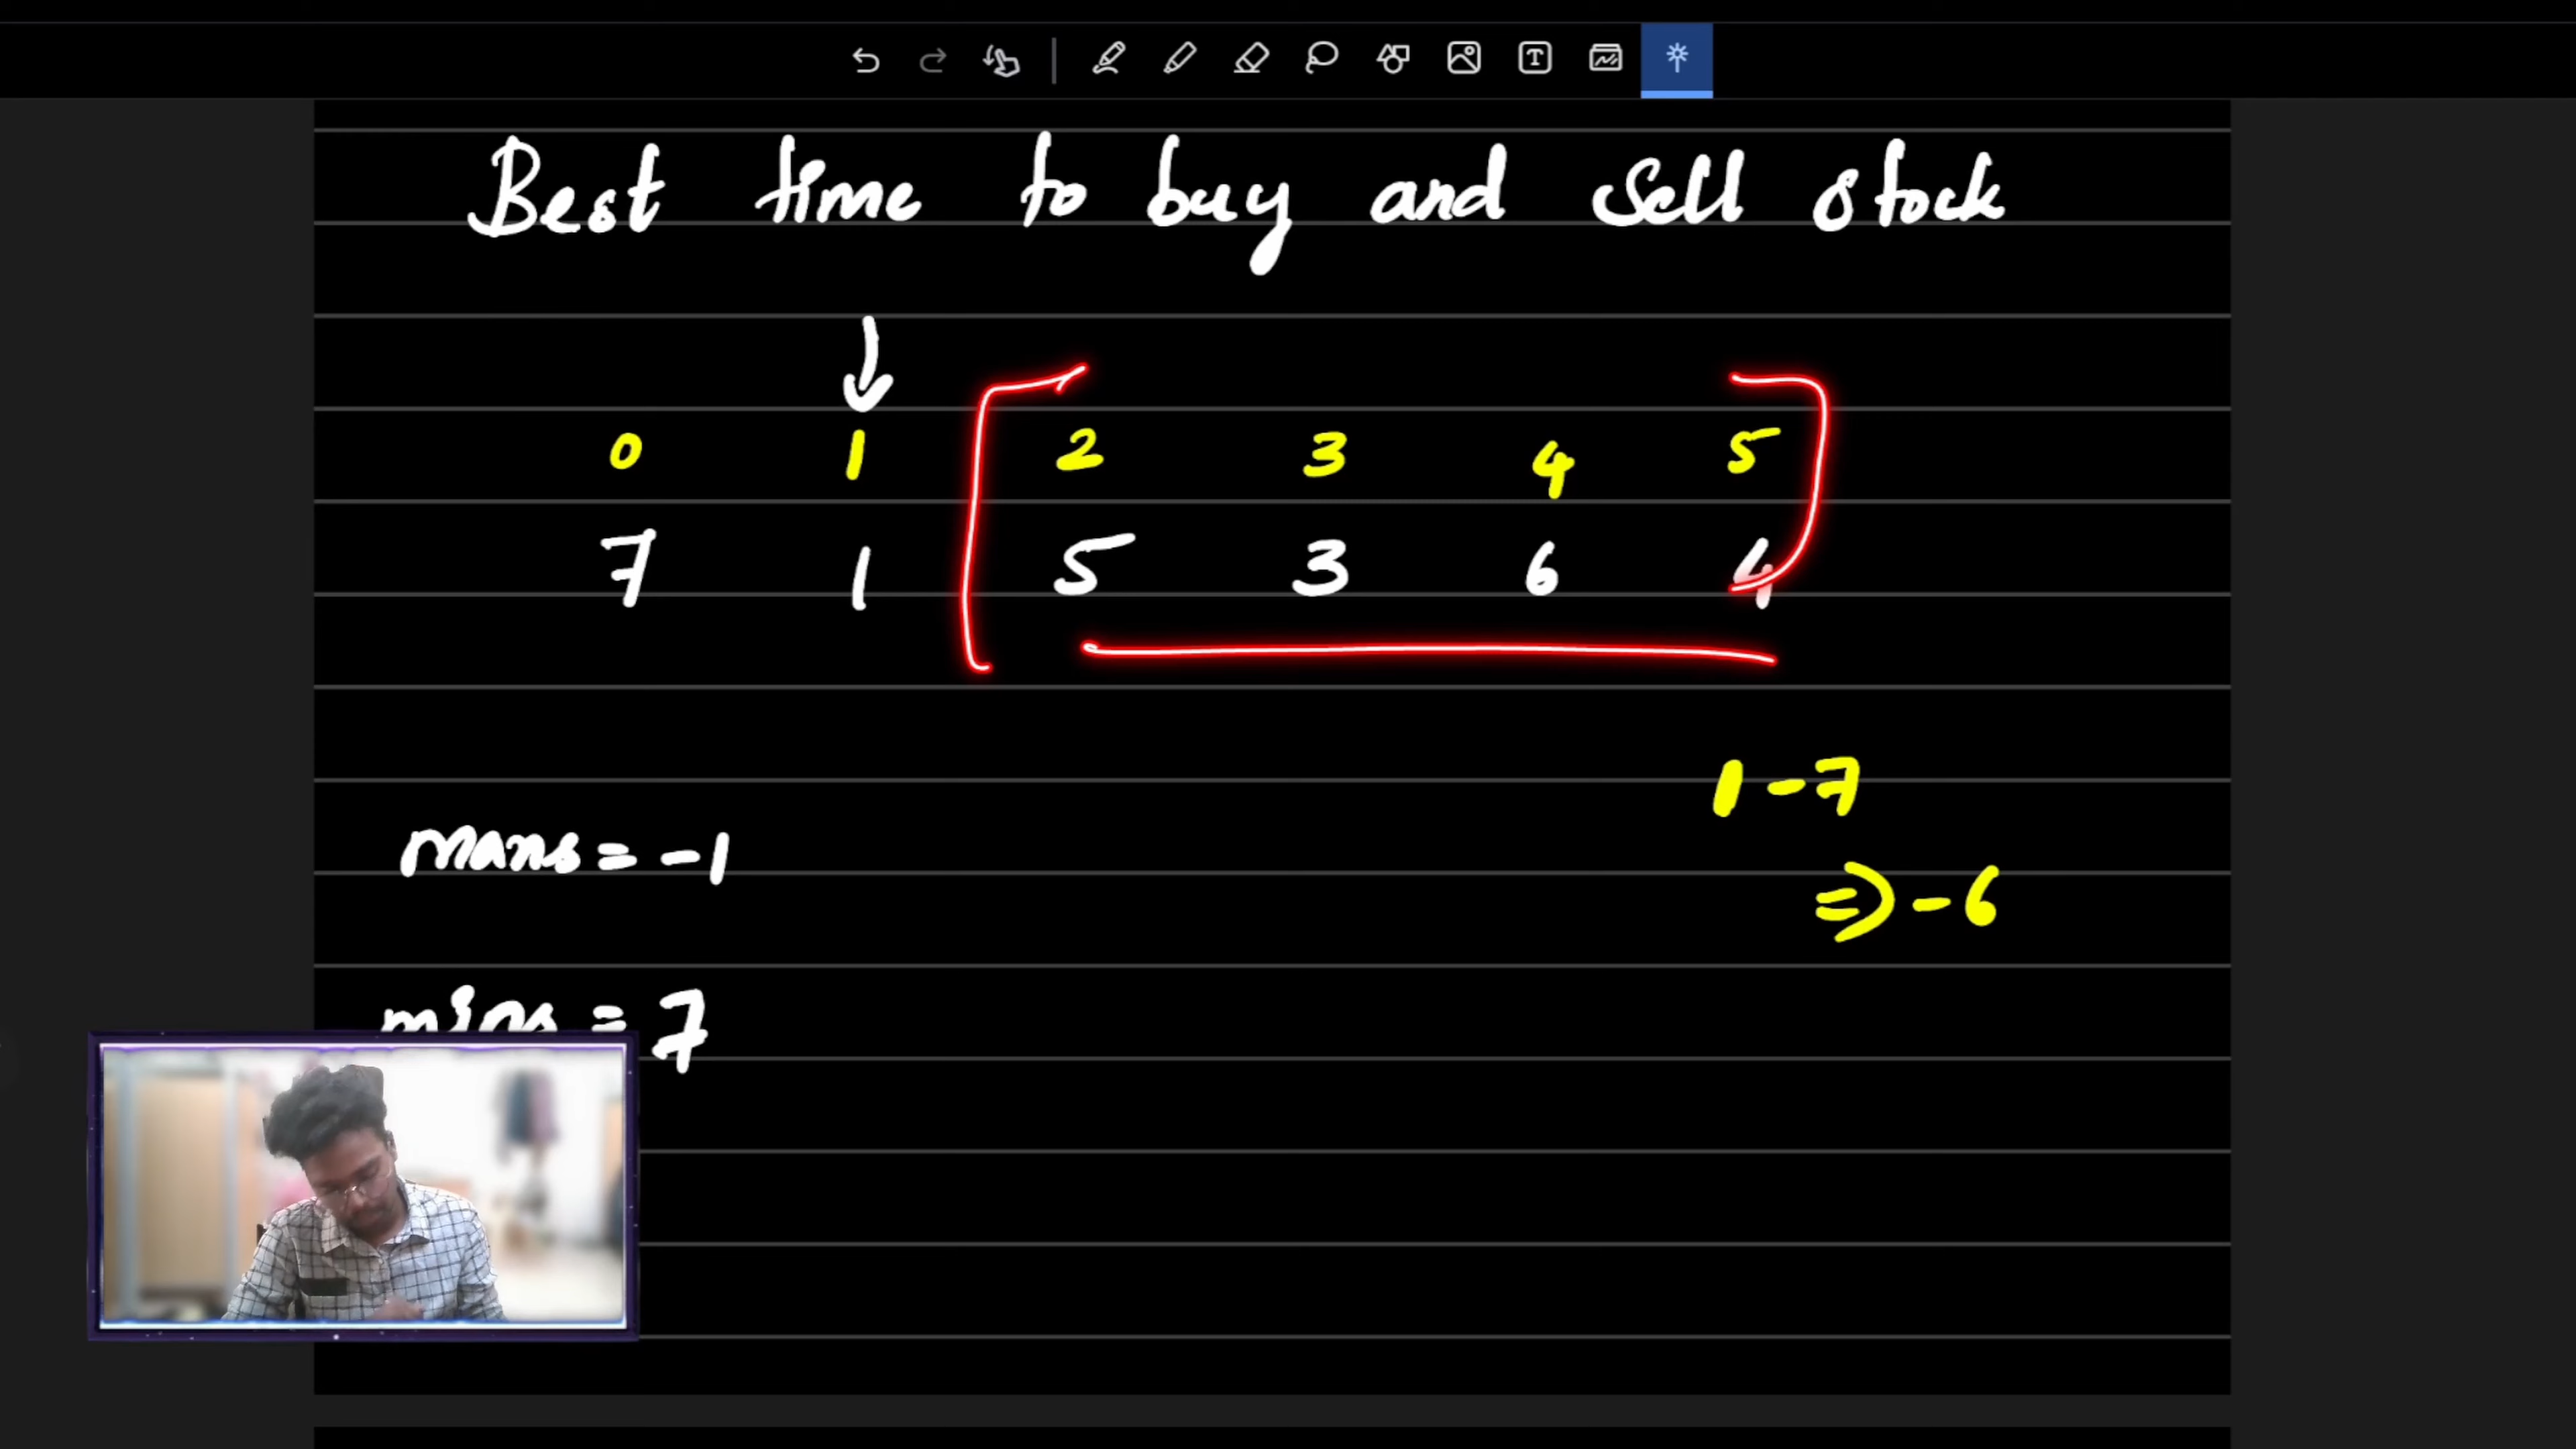 Best time to buy and sell stock
0 1 2 3 4 5
7 1 5 3 6 4
1 - 7
mans = -1
=> - 6
mins = 7